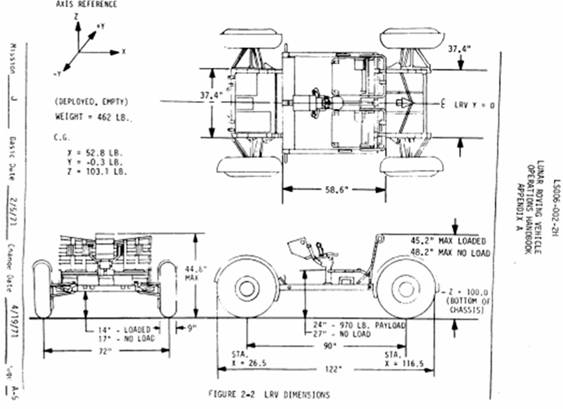 AXIS REFERENCE
Z
+Y
X
-Y
(DEPLOYED, EMPTY)
WEIGHT = 462 LB.
C.G.
X = 52.8 LB.
Y = -0.3 LB.
Z = 103.1 LB.
37.4"
37.4"
LRV Y = 0
58.6"
44.6"
MAX
14" - LOADED
17" - NO LOAD
9"
72"
45.2" MAX LOADED
48.2" MAX NO LOAD
Z = 100.0
(BOTTOM OF
CHASSIS)
24" - 970 LB. PAYLOAD
27" - NO LOAD
90"
STA.
X = 26.5
STA.
X = 116.5
122"
FIGURE 2-2 LRV DIMENSIONS
Mission J Basic Date 2/5/71 Change Date 4/19/71 A-5
LS006-002-2H
LUNAR ROVING VEHICLE
OPERATIONS HANDBOOK
APPENDIX A